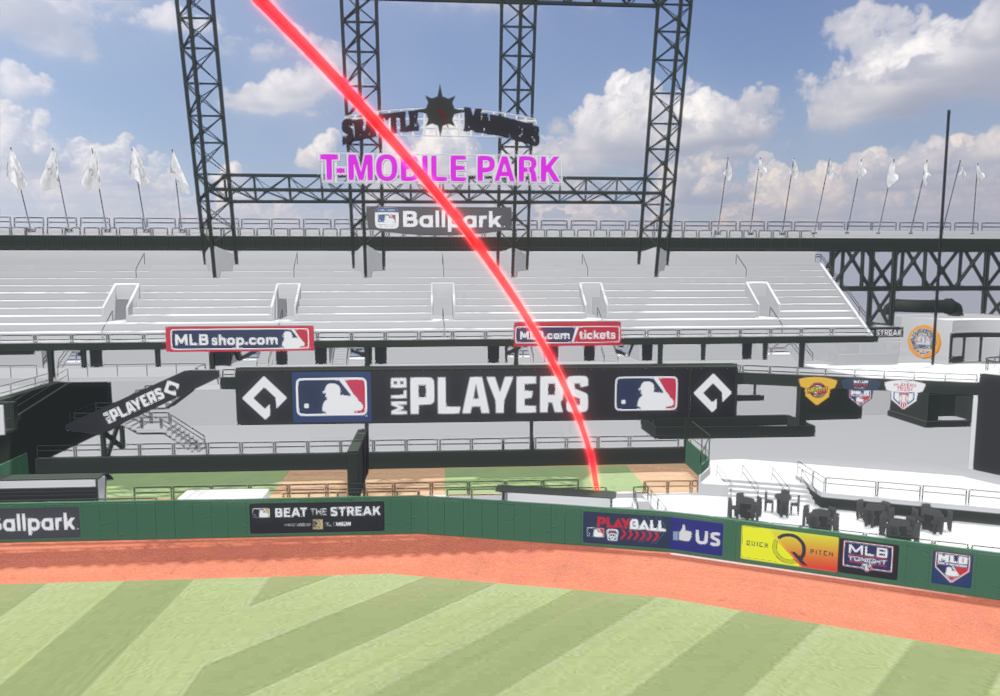 SEATTLE MARINERS
T-MOBILE PARK
Ballpark
MLBshop.com
MLB.com/tickets
STREAK
MLB PLAYERS
MLB PLAYERS
Ballpark
BEAT THE STREAK
PLAY BALL
US
QUICK PITCH
MLB
TONIGHT
MLB